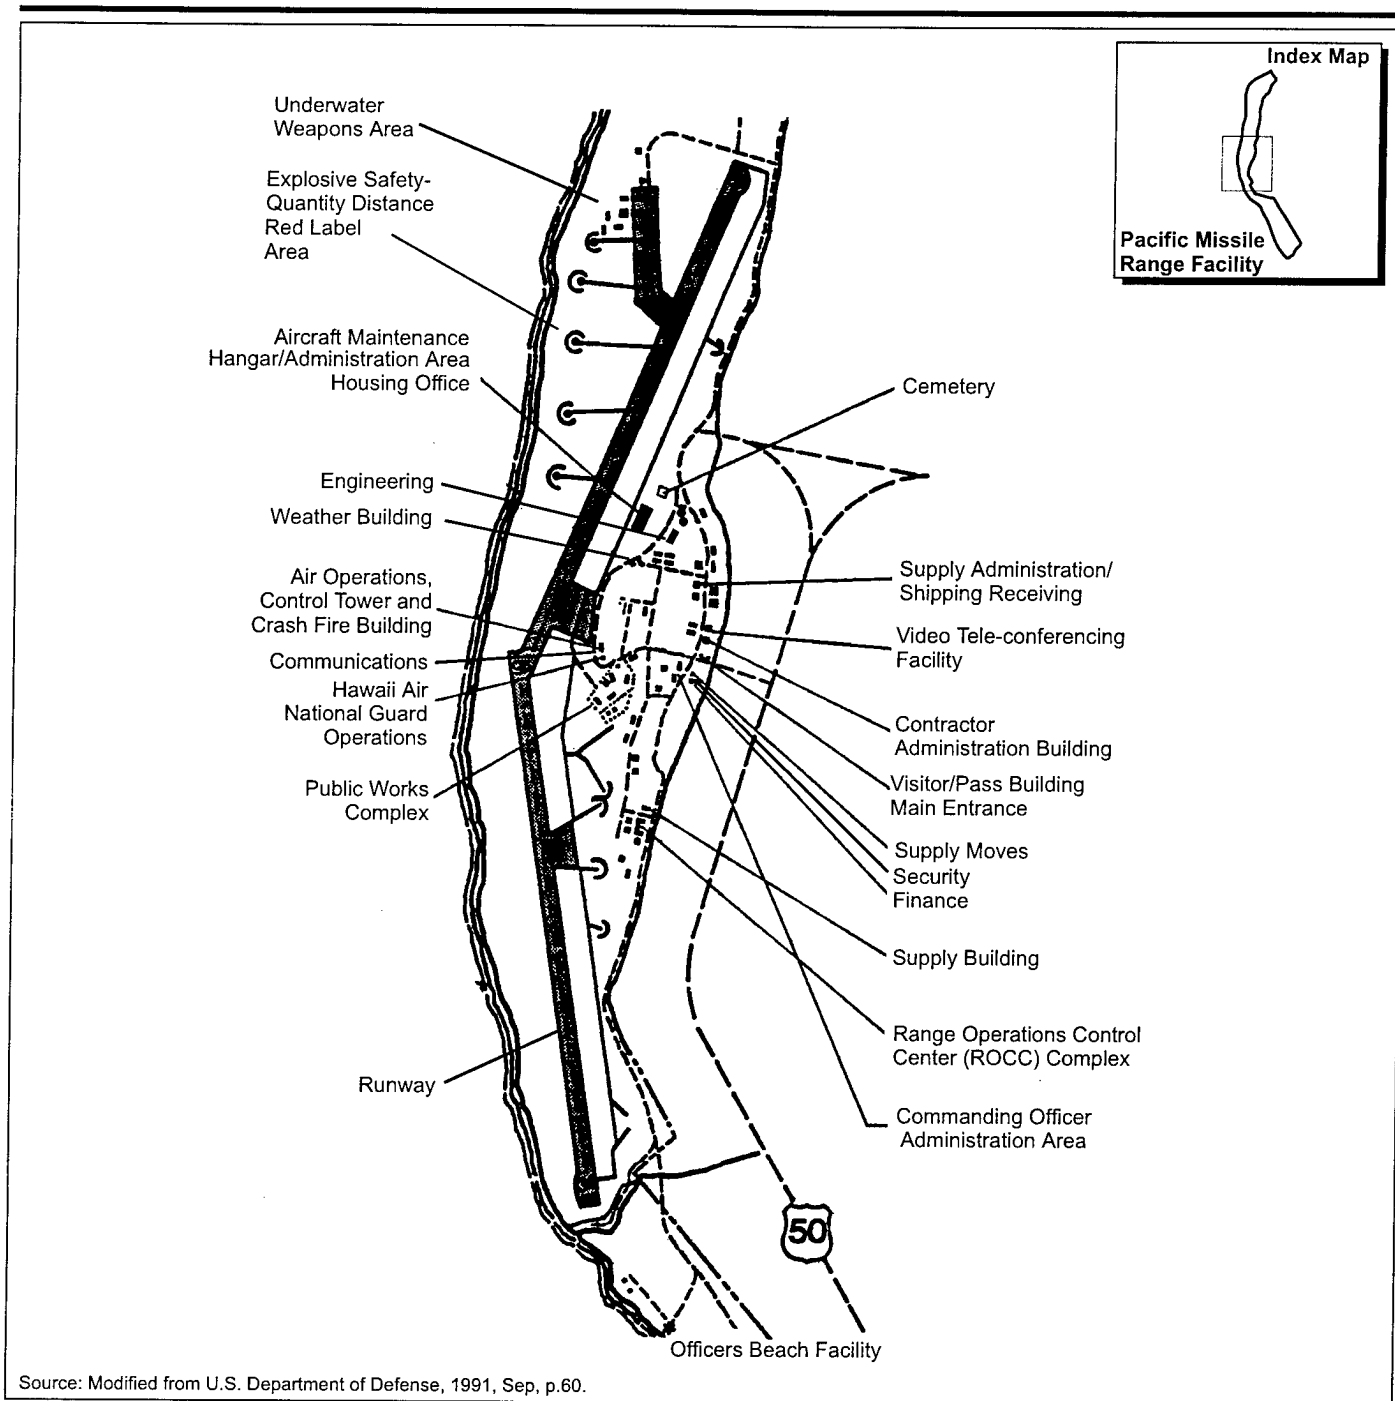 Index Map
Pacific Missile
Range Facility
Underwater
Weapons Area
Explosive Safety-
Quantity Distance
Red Label
Area
Aircraft Maintenance
Hangar/Administration Area
Housing Office
Engineering
Weather Building
Air Operations,
Control Tower and
Crash Fire Building
Communications
Hawaii Air
National Guard
Operations
Public Works
Complex
Runway
Cemetery
Supply Administration/
Shipping Receiving
Video Tele-conferencing
Facility
Contractor
Administration Building
Visitor/Pass Building
Main Entrance
Supply Moves
Security
Finance
Supply Building
Range Operations Control
Center (ROCC) Complex
Commanding Officer
Administration Area
50
Officers Beach Facility
Source: Modified from U.S. Department of Defense, 1991, Sep, p.60.